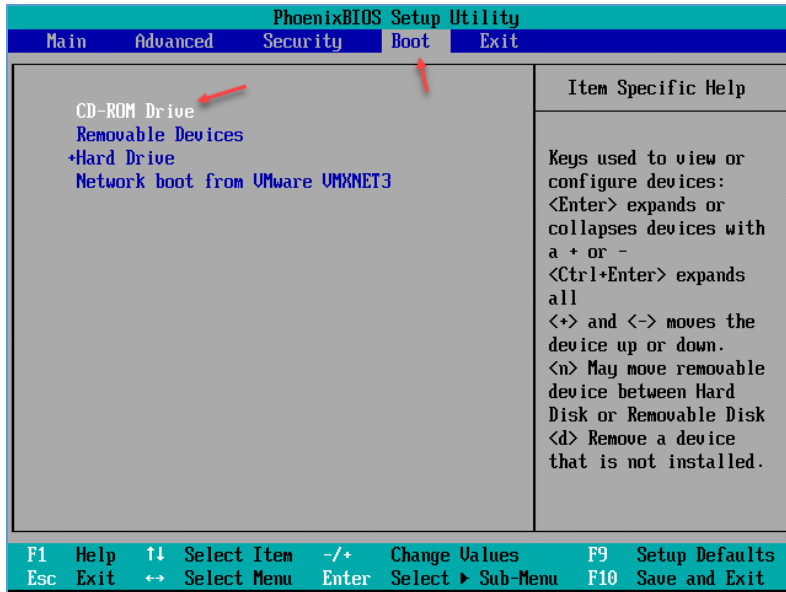 PhoenixBIOS Setup Utility
Main Advanced Security Boot Exit
CD-ROM Drive
Removable Devices
+Hard Drive
Network boot from VMware VMXNET3
Item Specific Help
Keys used to view or
configure devices:
<Enter> expands or
collapses devices with
a + or -
<Ctrl+Enter> expands
all
<+> and <-> moves the
device up or down.
<n> May move removable
device between Hard
Disk or Removable Disk
<d> Remove a device
that is not installed.
F1 Help ↑↓ Select Item -/+ Change Values F9 Setup Defaults
Esc Exit ↔ Select Menu Enter Select ▶ Sub-Menu F10 Save and Exit